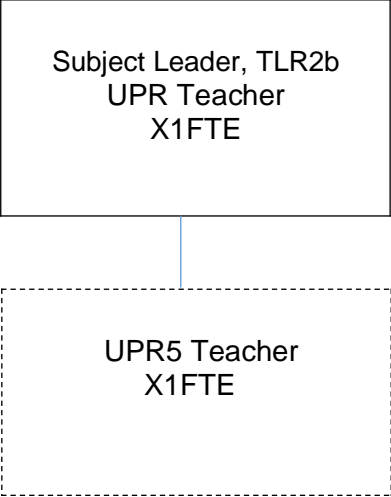 Subject Leader, TLR2b
UPR Teacher
X1FTE
UPR5 Teacher
X1FTE